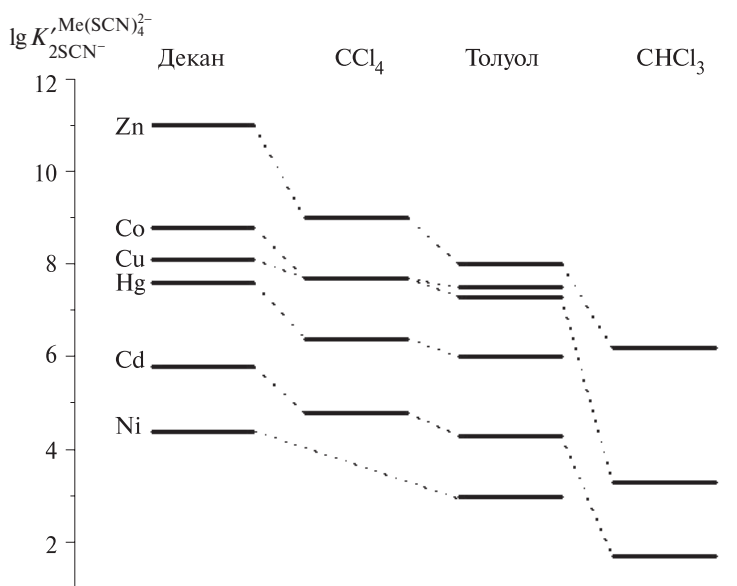 lg K′ Me(SCN)₄²⁻ 2SCN⁻
Декан CCl₄ Толуол CHCl₃
12
Zn
10
Co
Cu
8
Hg
Cd
6
Ni
4
2